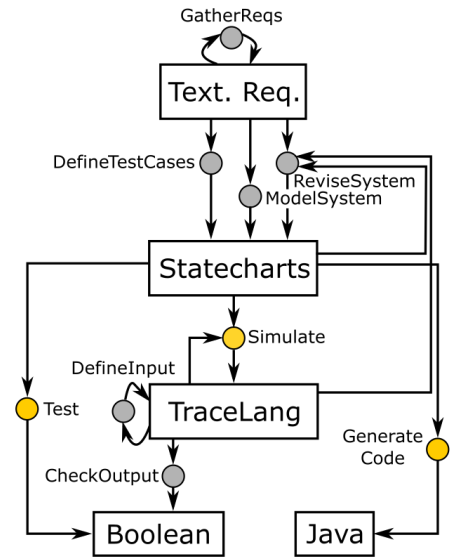 GatherReqs
Text. Req.
DefineTestCases
ReviseSystem
ModelSystem
Statecharts
Simulate
DefineInput
Test
TraceLang
Generate
Code
CheckOutput
Boolean
Java